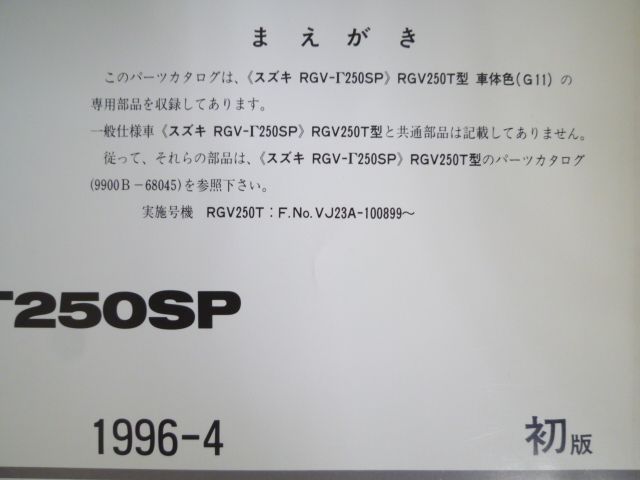 まえがき
このパーツカタログは、《スズキ RGV-Γ250SP》RGV250T型 車体色(G11)の
専用部品を収録してあります。
一般仕様車《スズキ RGV-Γ250SP》RGV250T型と共通部品は記載してありません。
従って、それらの部品は、《スズキ RGV-Γ250SP》RGV250T型のパーツカタログ
(9900B-68045)を参照下さい。
実施号機 RGV250T:F.No.VJ23A-100899〜
Γ250SP
1996-4
初版